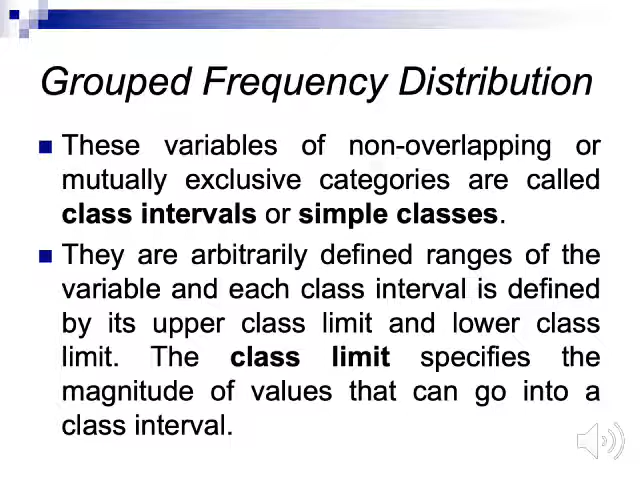 Grouped Frequency Distribution
These variables of non-overlapping or
mutually exclusive categories are called
class intervals or simple classes.
They are arbitrarily defined ranges of the
variable and each class interval is defined
by its upper class limit and lower class
limit. The class limit specifies the
magnitude of values that can go into a
class interval.